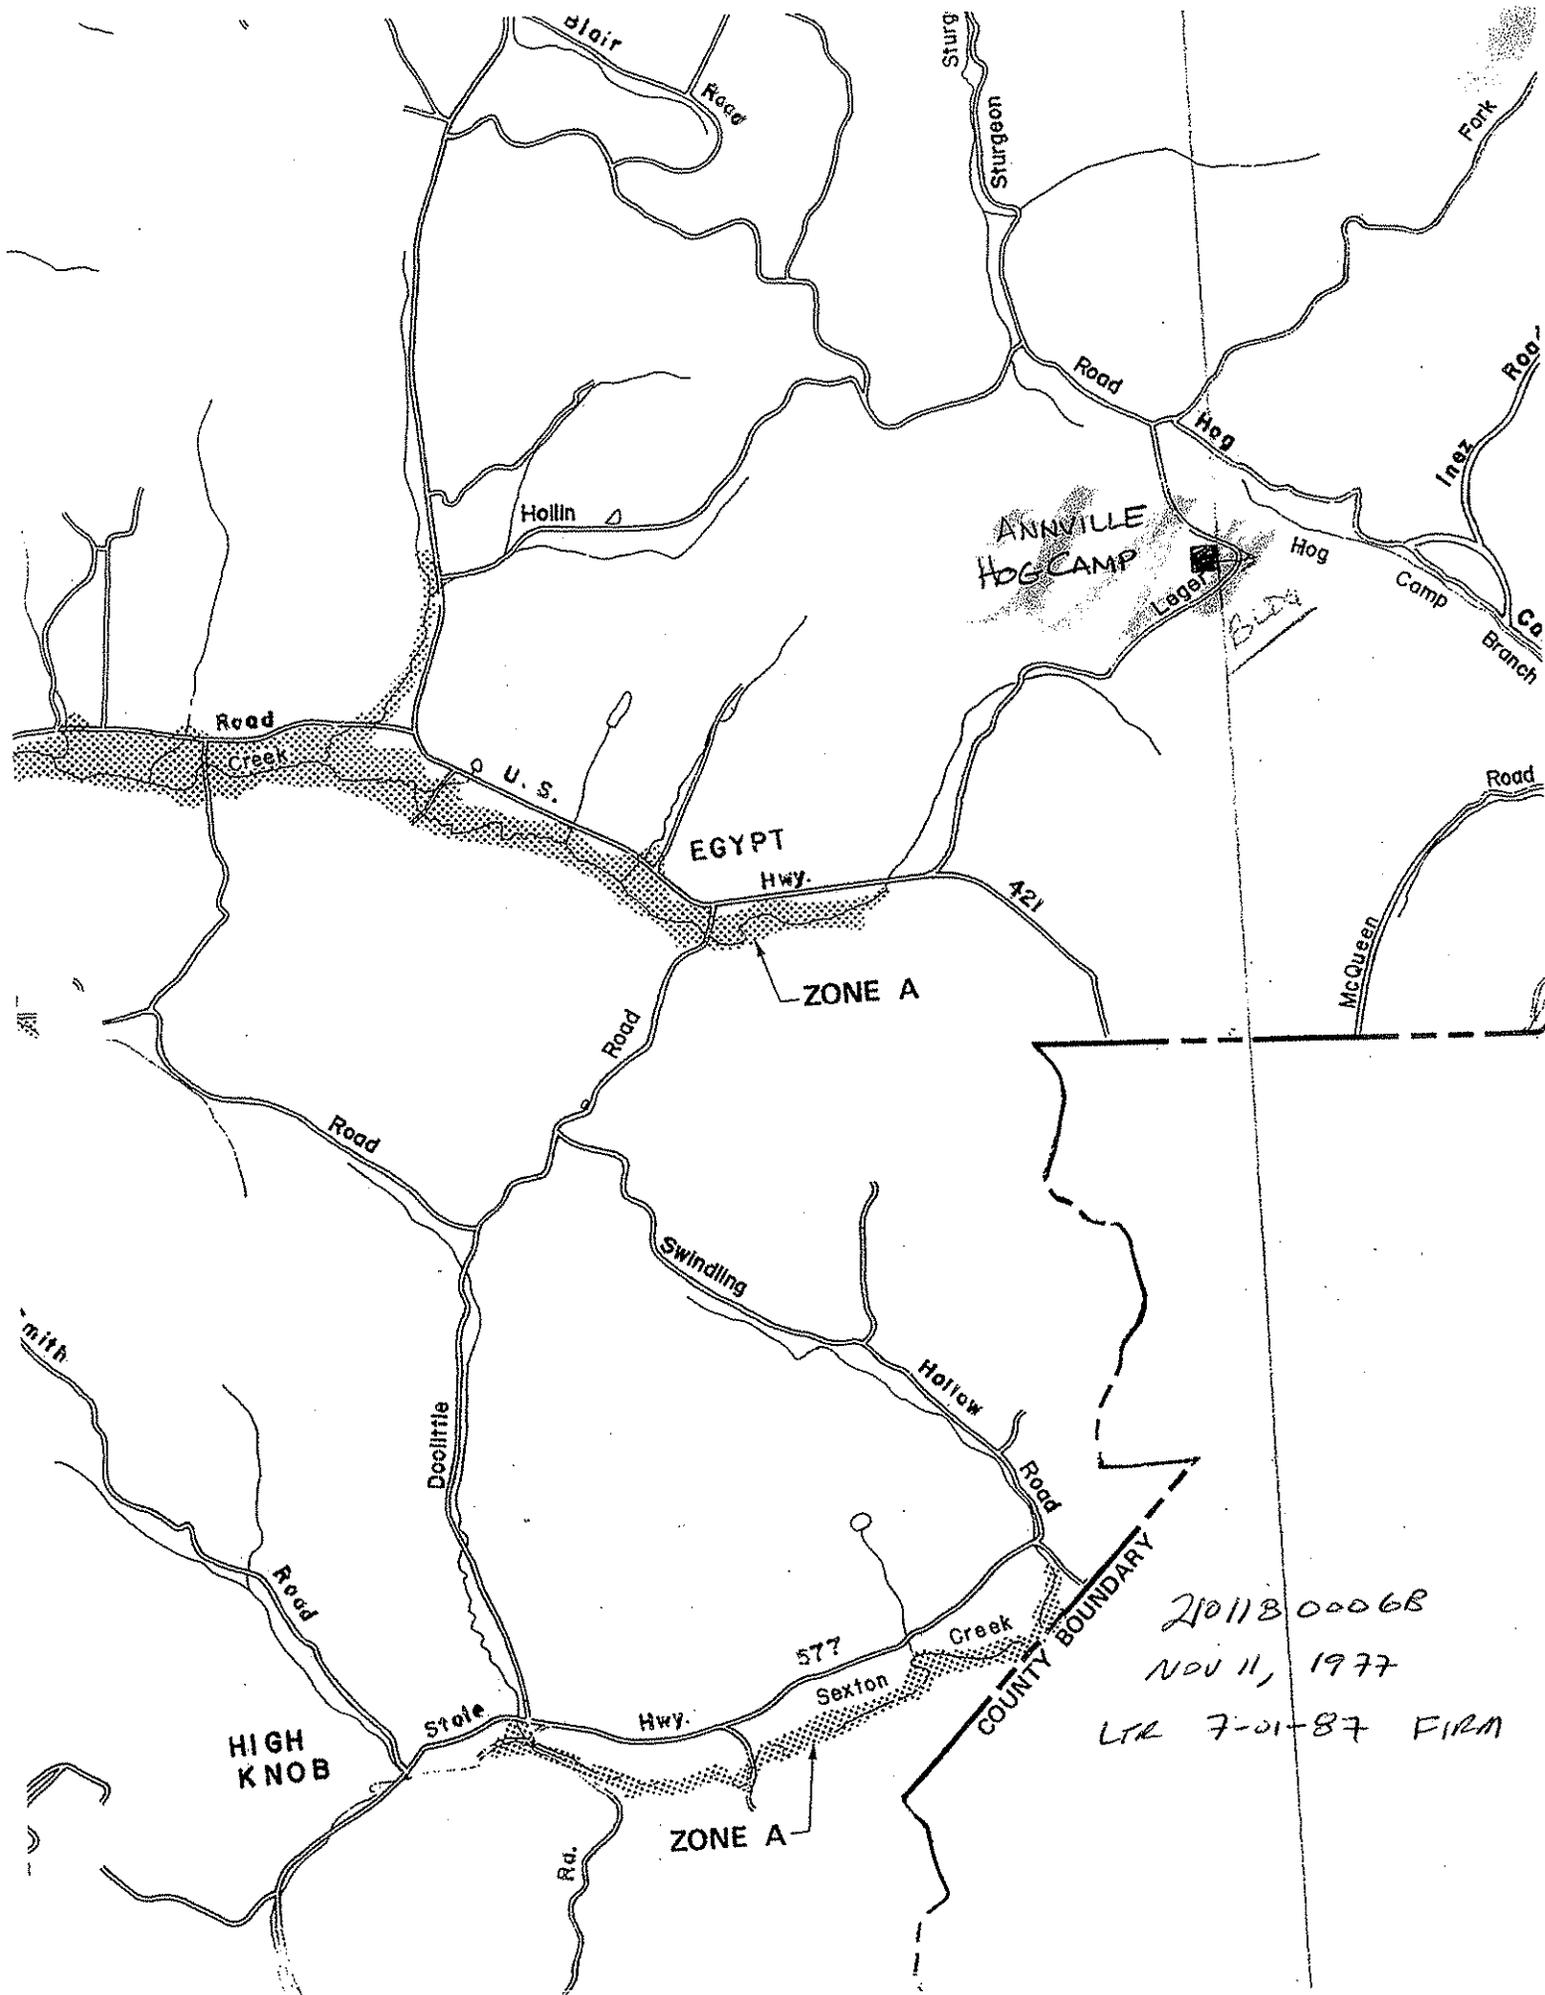 Blair
Road
Sturg
Sturgeon
Fork
Road
Hog
Road
Inez
Hollin
ANNVILLE
HOG CAMP
Leger
Hog
Camp
Branch
Co
BLDG
Road
Creek
U. S.
EGYPT
Hwy.
421
Road
McQueen
ZONE A
Road
Road
Swindling
mith
Hollow
Road
Doolittle
Road
COUNTY BOUNDARY
210118 0006B
NOV 11, 1977
LTR 7-01-87 FIRM
577
Creek
Sexton
State
Hwy.
HIGH
KNOB
ZONE A
Rd.